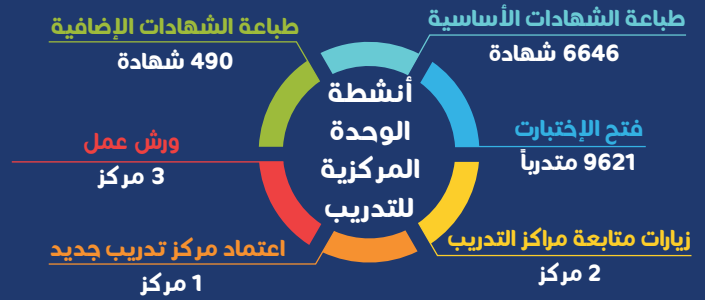 طباعة الشهادات الأساسية
6646 شهادة
فتح الإختبارت
9621 متدرباً
زيارات متابعة مراكز التدريب
2 مركز
اعتماد مركز تدريب جديد
1 مركز
ورش عمل
3 مركز
طباعة الشهادات الإضافية
490 شهادة
أنشطة
الوحدة
المركزية
للتدريب